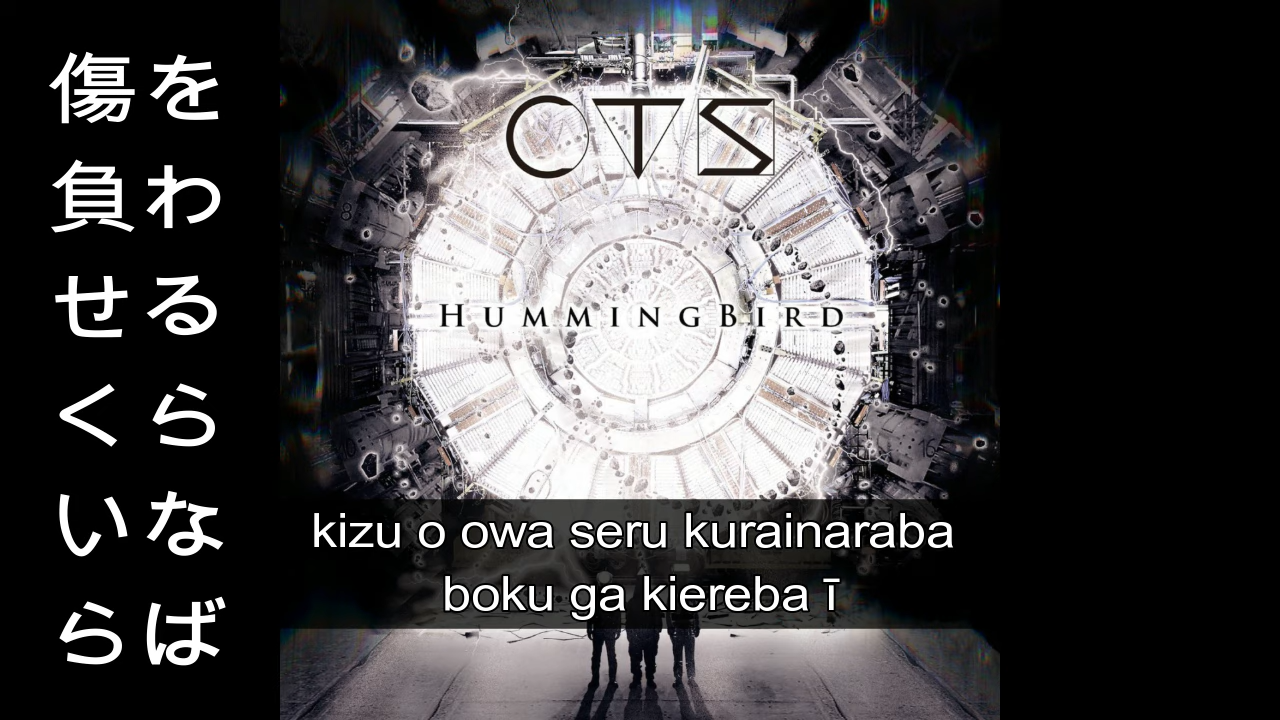 傷を
負わ
せる
くら
いな
らば
CTS
HUMMINGBIRD
kizu o owa seru kurainaraba
boku ga kiereba ī